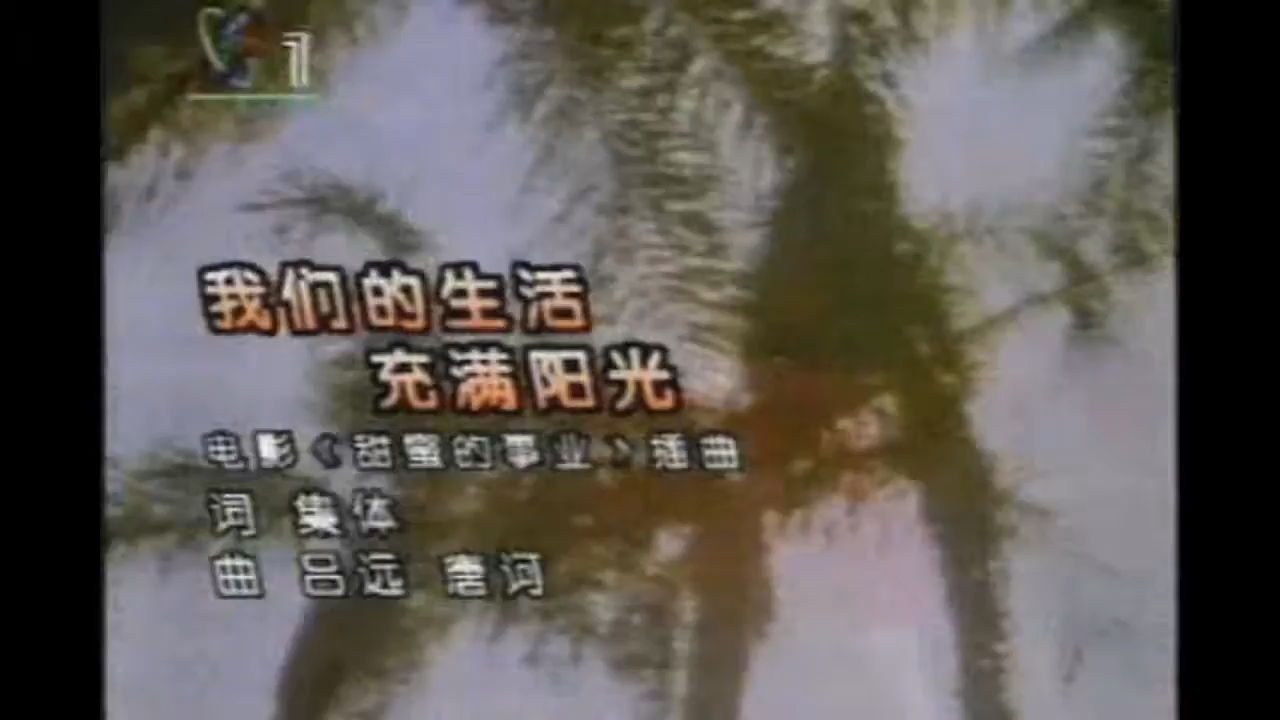 1
我们的生活
充满阳光
电影《甜蜜的事业》插曲
词 集体
曲 吕远 唐诃